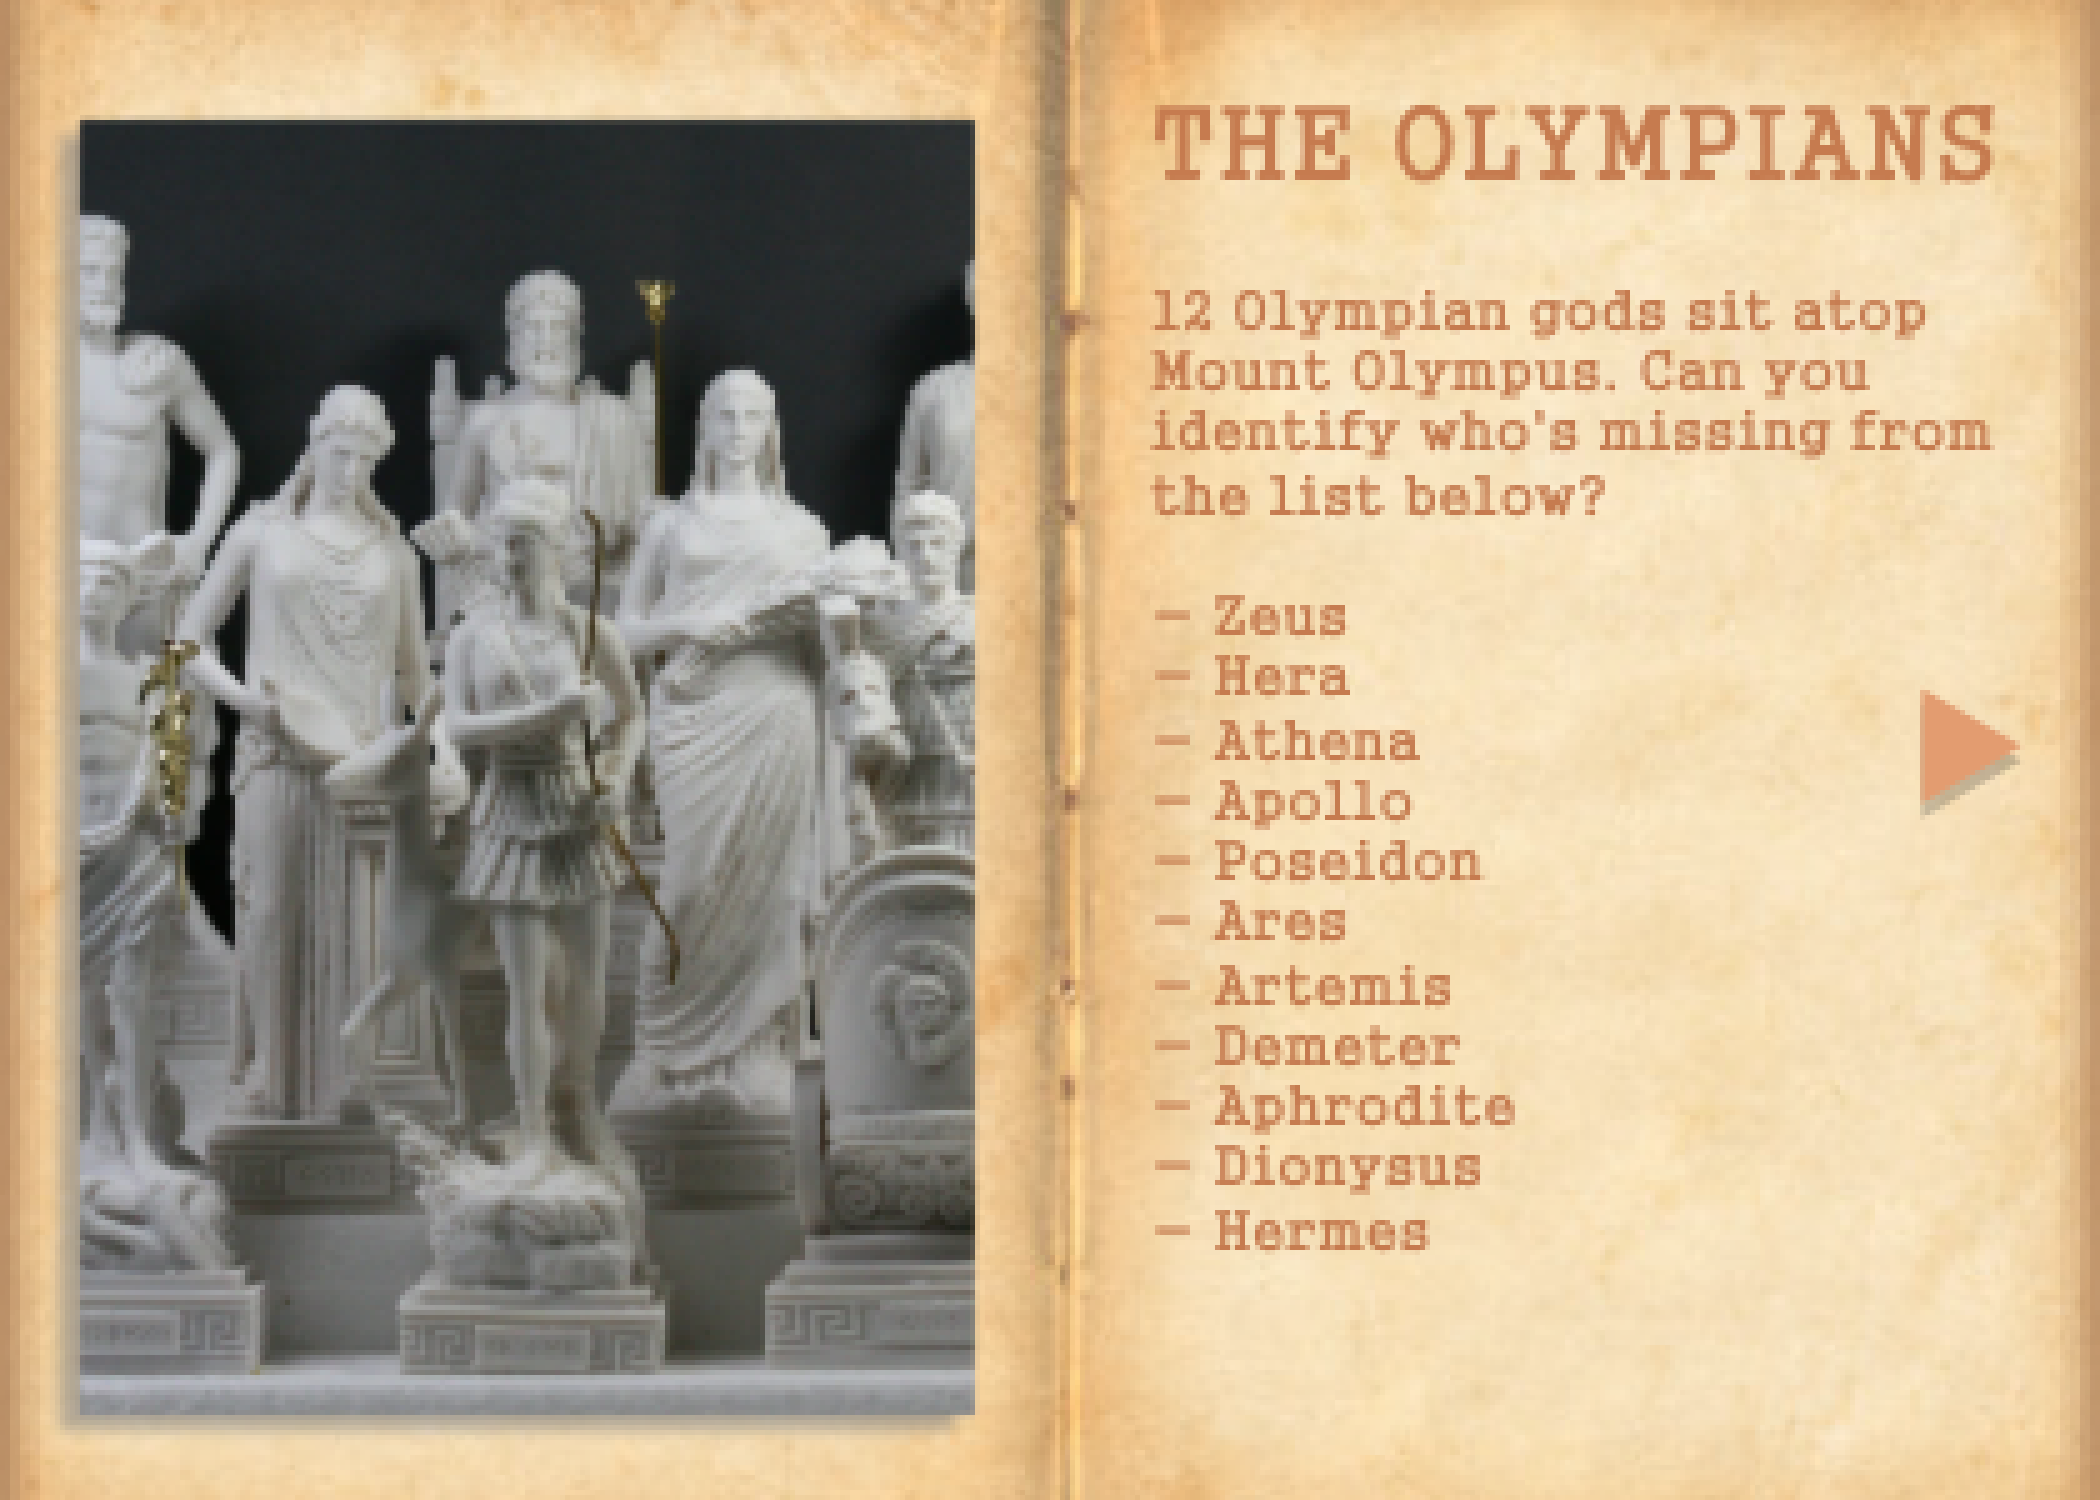 THE OLYMPIANS
12 Olympian gods sit atop
Mount Olympus. Can you
identify who's missing from
the list below?
- Zeus
- Hera
- Athena
- Apollo
- Poseidon
- Ares
- Artemis
- Demeter
- Aphrodite
- Dionysus
- Hermes